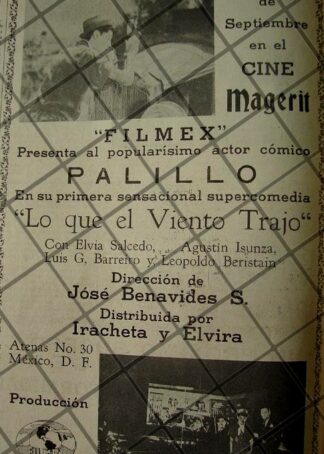 de
Septiembre
en el
CINE
Magerit
"FILMEX"
Presenta al popularísimo actor cómico
PALILLO
En su primera sensacional supercomedia
"Lo que el Viento Trajo"
Con Elvia Salcedo, ... Agustin Isunza,
Luis G. Barreiro y Leopoldo Beristain
Dirección de
Jósé Benavides S.
Distribuida por
Iracheta y Elvira
Atenas No. 30
México, D. F.
Producción